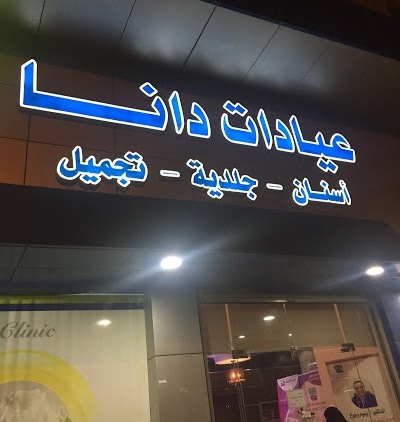 عيادات دانا
أسنان - جلدية - تجميل
Clinic